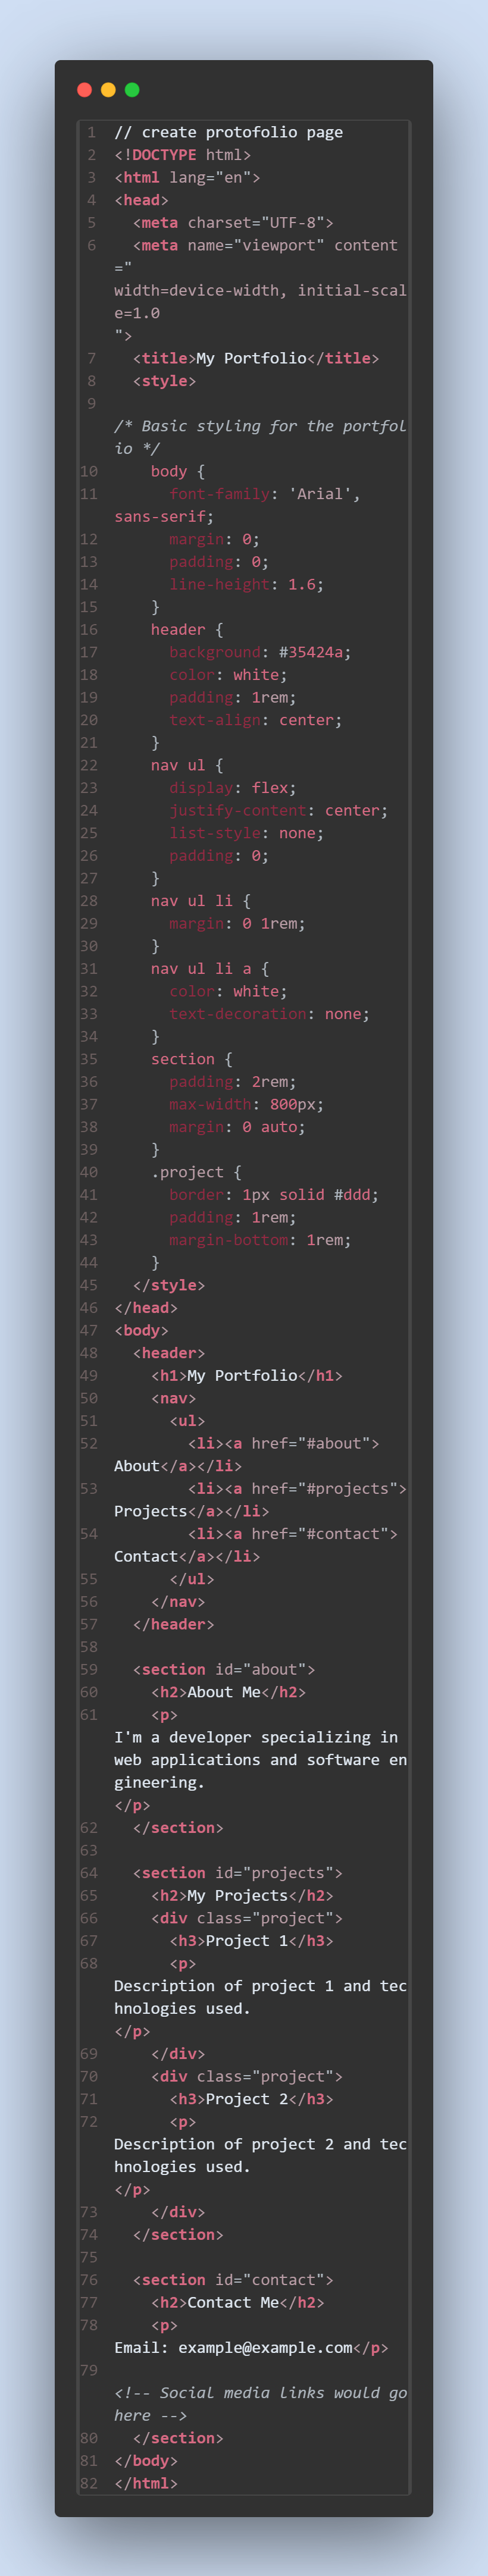 1 // create protofolio page
2 <!DOCTYPE html>
3 <html lang="en">
4 <head>
5   <meta charset="UTF-8">
6   <meta name="viewport" content
="
width=device-width, initial-scal
e=1.0
">
7   <title>My Portfolio</title>
8   <style>
9
/* Basic styling for the portfol
io */
10     body {
11       font-family: 'Arial',
sans-serif;
12       margin: 0;
13       padding: 0;
14       line-height: 1.6;
15     }
16     header {
17       background: #35424a;
18       color: white;
19       padding: 1rem;
20       text-align: center;
21     }
22     nav ul {
23       display: flex;
24       justify-content: center;
25       list-style: none;
26       padding: 0;
27     }
28     nav ul li {
29       margin: 0 1rem;
30     }
31     nav ul li a {
32       color: white;
33       text-decoration: none;
34     }
35     section {
36       padding: 2rem;
37       max-width: 800px;
38       margin: 0 auto;
39     }
40     .project {
41       border: 1px solid #ddd;
42       padding: 1rem;
43       margin-bottom: 1rem;
44     }
45   </style>
46 </head>
47 <body>
48   <header>
49     <h1>My Portfolio</h1>
50     <nav>
51       <ul>
52         <li><a href="#about">
About</a></li>
53         <li><a href="#projects">
Projects</a></li>
54         <li><a href="#contact">
Contact</a></li>
55       </ul>
56     </nav>
57   </header>
58
59   <section id="about">
60     <h2>About Me</h2>
61     <p>
I'm a developer specializing in
web applications and software en
gineering.
</p>
62   </section>
63
64   <section id="projects">
65     <h2>My Projects</h2>
66     <div class="project">
67       <h3>Project 1</h3>
68       <p>
Description of project 1 and tec
hnologies used.
</p>
69     </div>
70     <div class="project">
71       <h3>Project 2</h3>
72       <p>
Description of project 2 and tec
hnologies used.
</p>
73     </div>
74   </section>
75
76   <section id="contact">
77     <h2>Contact Me</h2>
78     <p>
Email: example@example.com</p>
79
<!-- Social media links would go
here -->
80   </section>
81 </body>
82 </html>